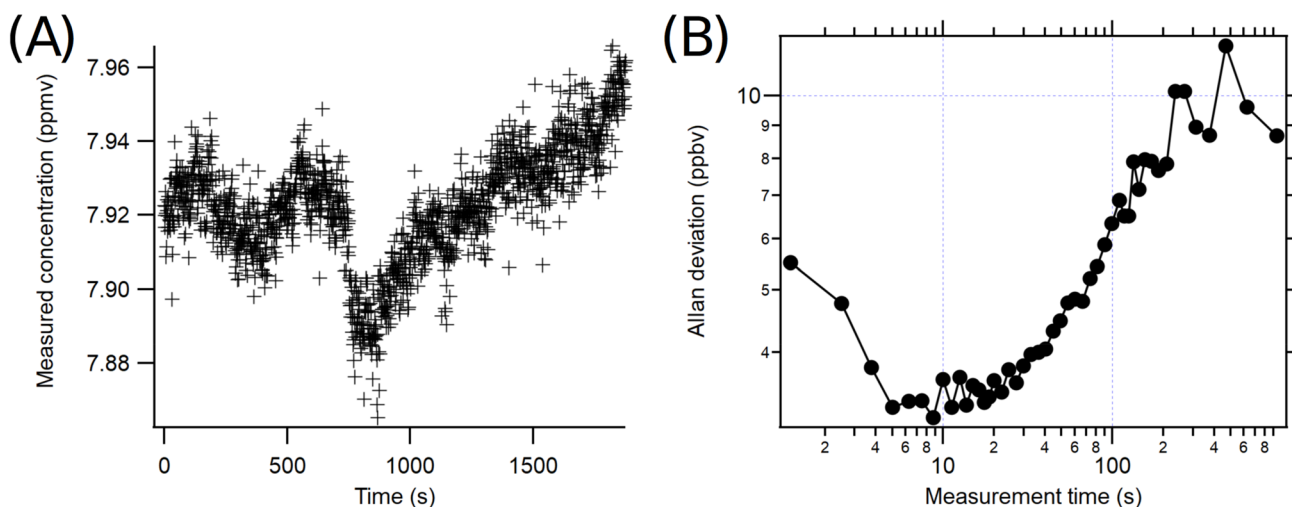 (A)
Measured concentration (ppmv)
7.96
7.94
7.92
7.90
7.88
0 500 1000 1500
Time (s)
(B)
Allan deviation (ppbv)
10
9
8
7
6
5
4
2 4 6 8 10 2 4 6 8 100 2 4 6 8
Measurement time (s)